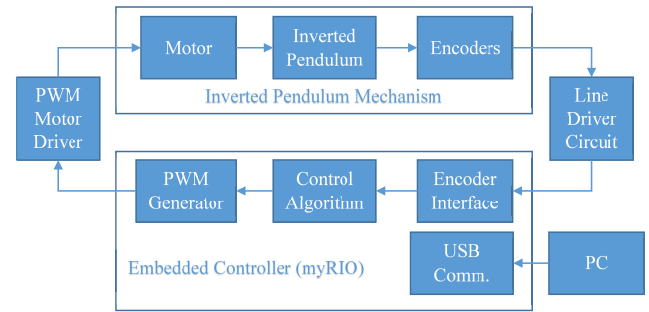 Motor
Inverted
Pendulum
Encoders
Inverted Pendulum Mechanism
PWM
Motor
Driver
Line
Driver
Circuit
PWM
Generator
Control
Algorithm
Encoder
Interface
USB
Comm.
PC
Embedded Controller (myRIO)